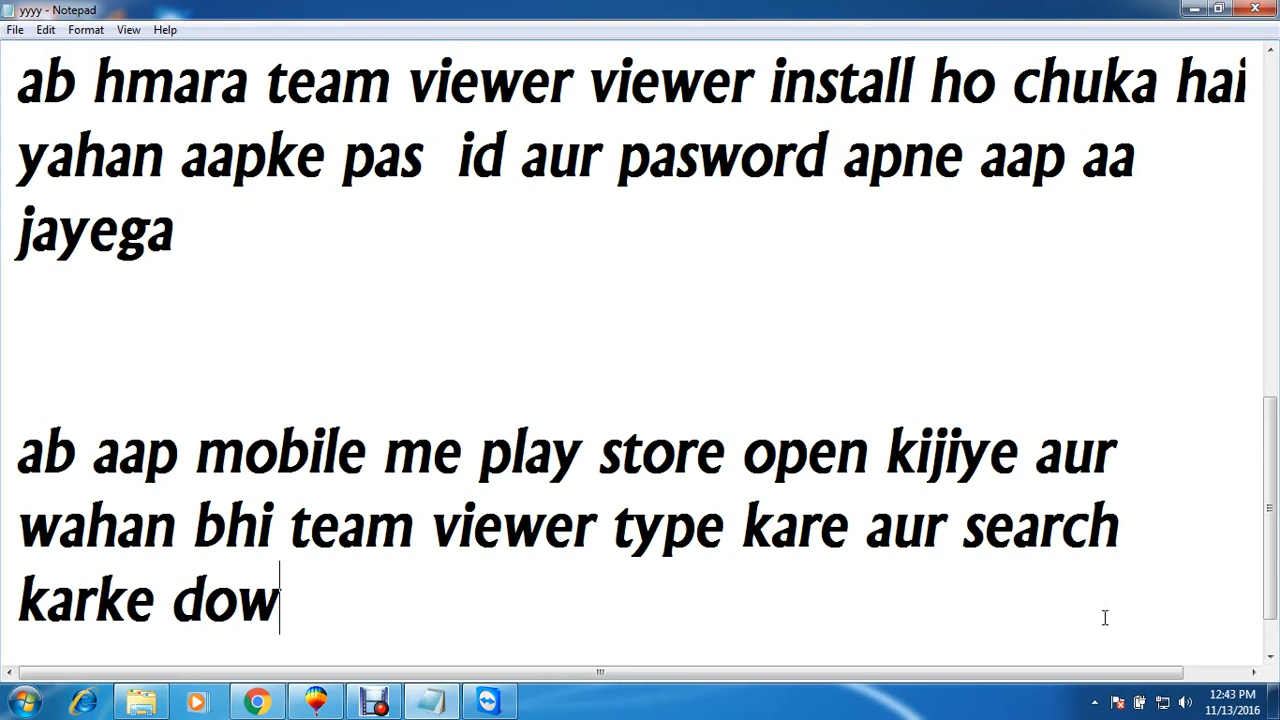 yyyy - Notepad
File Edit Format View Help
ab hmara team viewer viewer install ho chuka hai
yahan aapke pas  id aur pasword apne aap aa
jayega
ab aap mobile me play store open kijiye aur
wahan bhi team viewer type kare aur search
karke dow
12:43 PM
11/13/2016